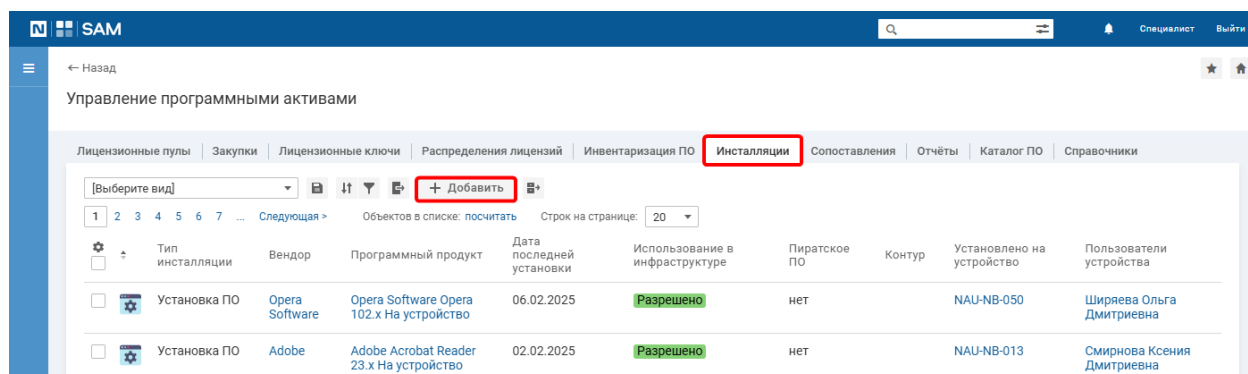 N SAM Специалист Выйти
← Назад
Управление программными активами
Лицензионные пулы Закупки Лицензионные ключи Распределения лицензий Инвентаризация ПО Инсталляции Сопоставления Отчёты Каталог ПО Справочники
[Выберите вид] + Добавить
1 2 3 4 5 6 7 ... Следующая > Объектов в списке: посчитать Строк на странице: 20
Тип инсталляции Вендор Программный продукт Дата последней установки Использование в инфраструктуре Пиратское ПО Контур Установлено на устройство Пользователи устройства
Установка ПО Opera Software Opera Software Opera 102.x На устройство 06.02.2025 Разрешено нет NAU-NB-050 Ширяева Ольга Дмитриевна
Установка ПО Adobe Adobe Acrobat Reader 23.x На устройство 02.02.2025 Разрешено нет NAU-NB-013 Смирнова Ксения Дмитриевна